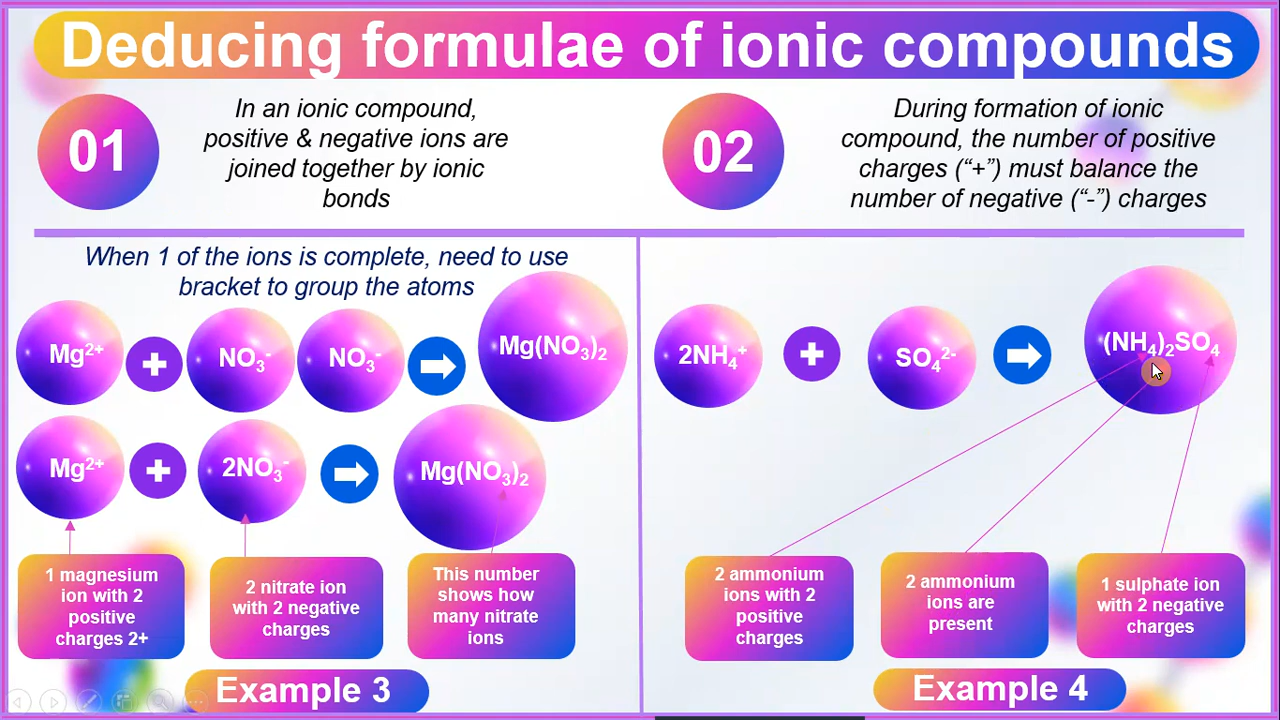 Deducing formulae of ionic compounds
01
In an ionic compound,
positive & negative ions are
joined together by ionic
bonds
02
During formation of ionic
compound, the number of positive
charges (“+”) must balance the
number of negative (“-”) charges
When 1 of the ions is complete, need to use
bracket to group the atoms
Mg²⁺ + NO₃⁻ NO₃⁻ → Mg(NO₃)₂
Mg²⁺ + 2NO₃⁻ → Mg(NO₃)₂
1 magnesium
ion with 2
positive
charges 2+
2 nitrate ion
with 2 negative
charges
This number
shows how
many nitrate
ions
Example 3
2NH₄⁺ + SO₄²⁻ → (NH₄)₂SO₄
2 ammonium
ions with 2
positive
charges
2 ammonium
ions are
present
1 sulphate ion
with 2 negative
charges
Example 4